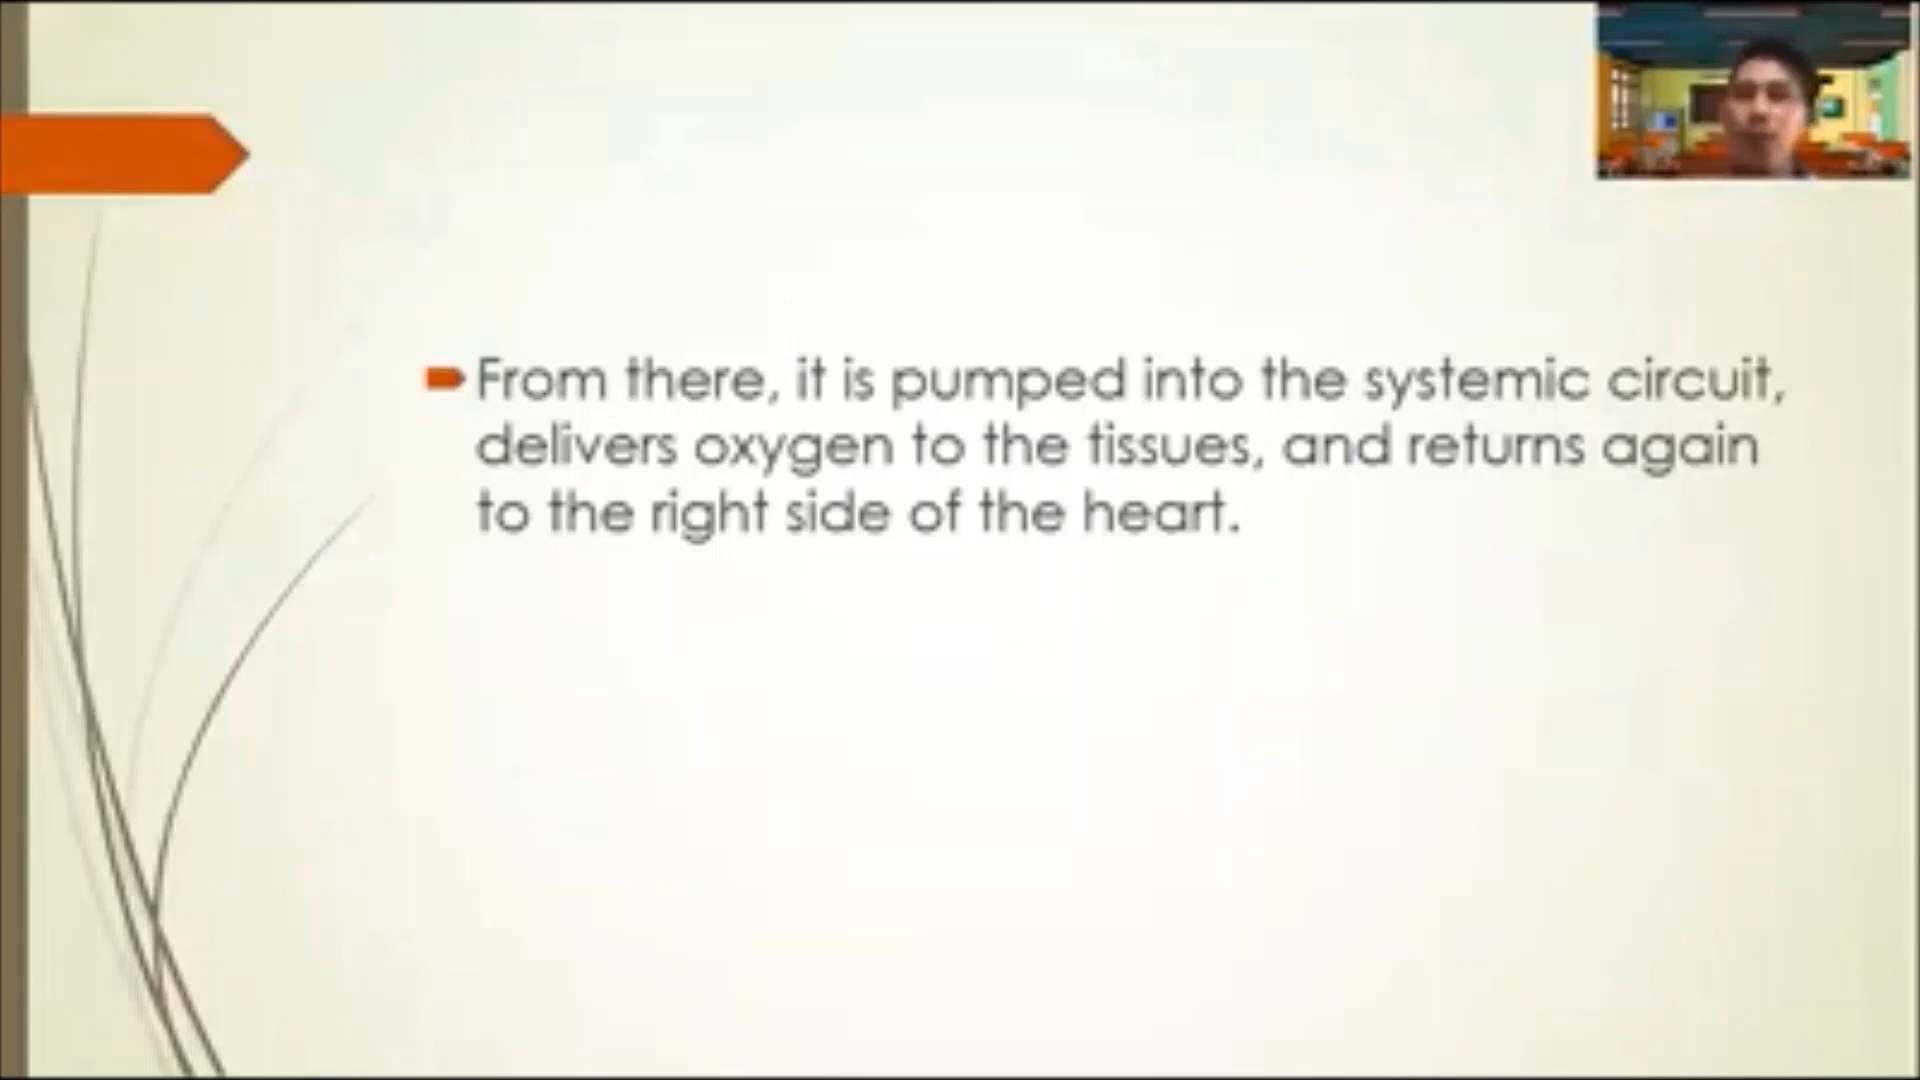 From there, it is pumped into the systemic circuit,
delivers oxygen to the tissues, and returns again
to the right side of the heart.